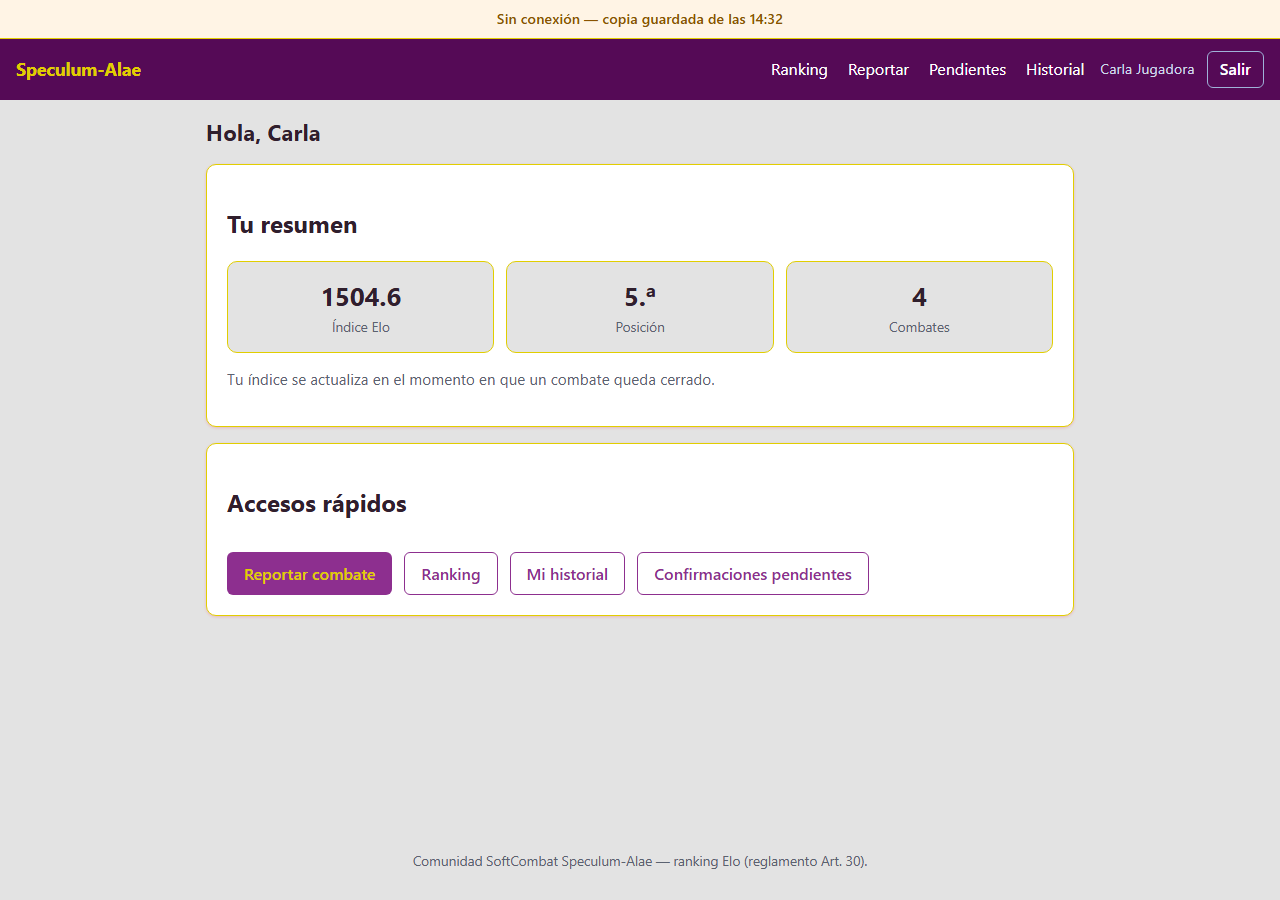 Sin conexión — copia guardada de las 14:32
Speculum-Alae
Ranking Reportar Pendientes Historial Carla Jugadora Salir
Hola, Carla
Tu resumen
1504.6 5.ª 4
Índice Elo Posición Combates
Tu índice se actualiza en el momento en que un combate queda cerrado.
Accesos rápidos
Reportar combate Ranking Mi historial Confirmaciones pendientes
Comunidad SoftCombat Speculum-Alae — ranking Elo (reglamento Art. 30).